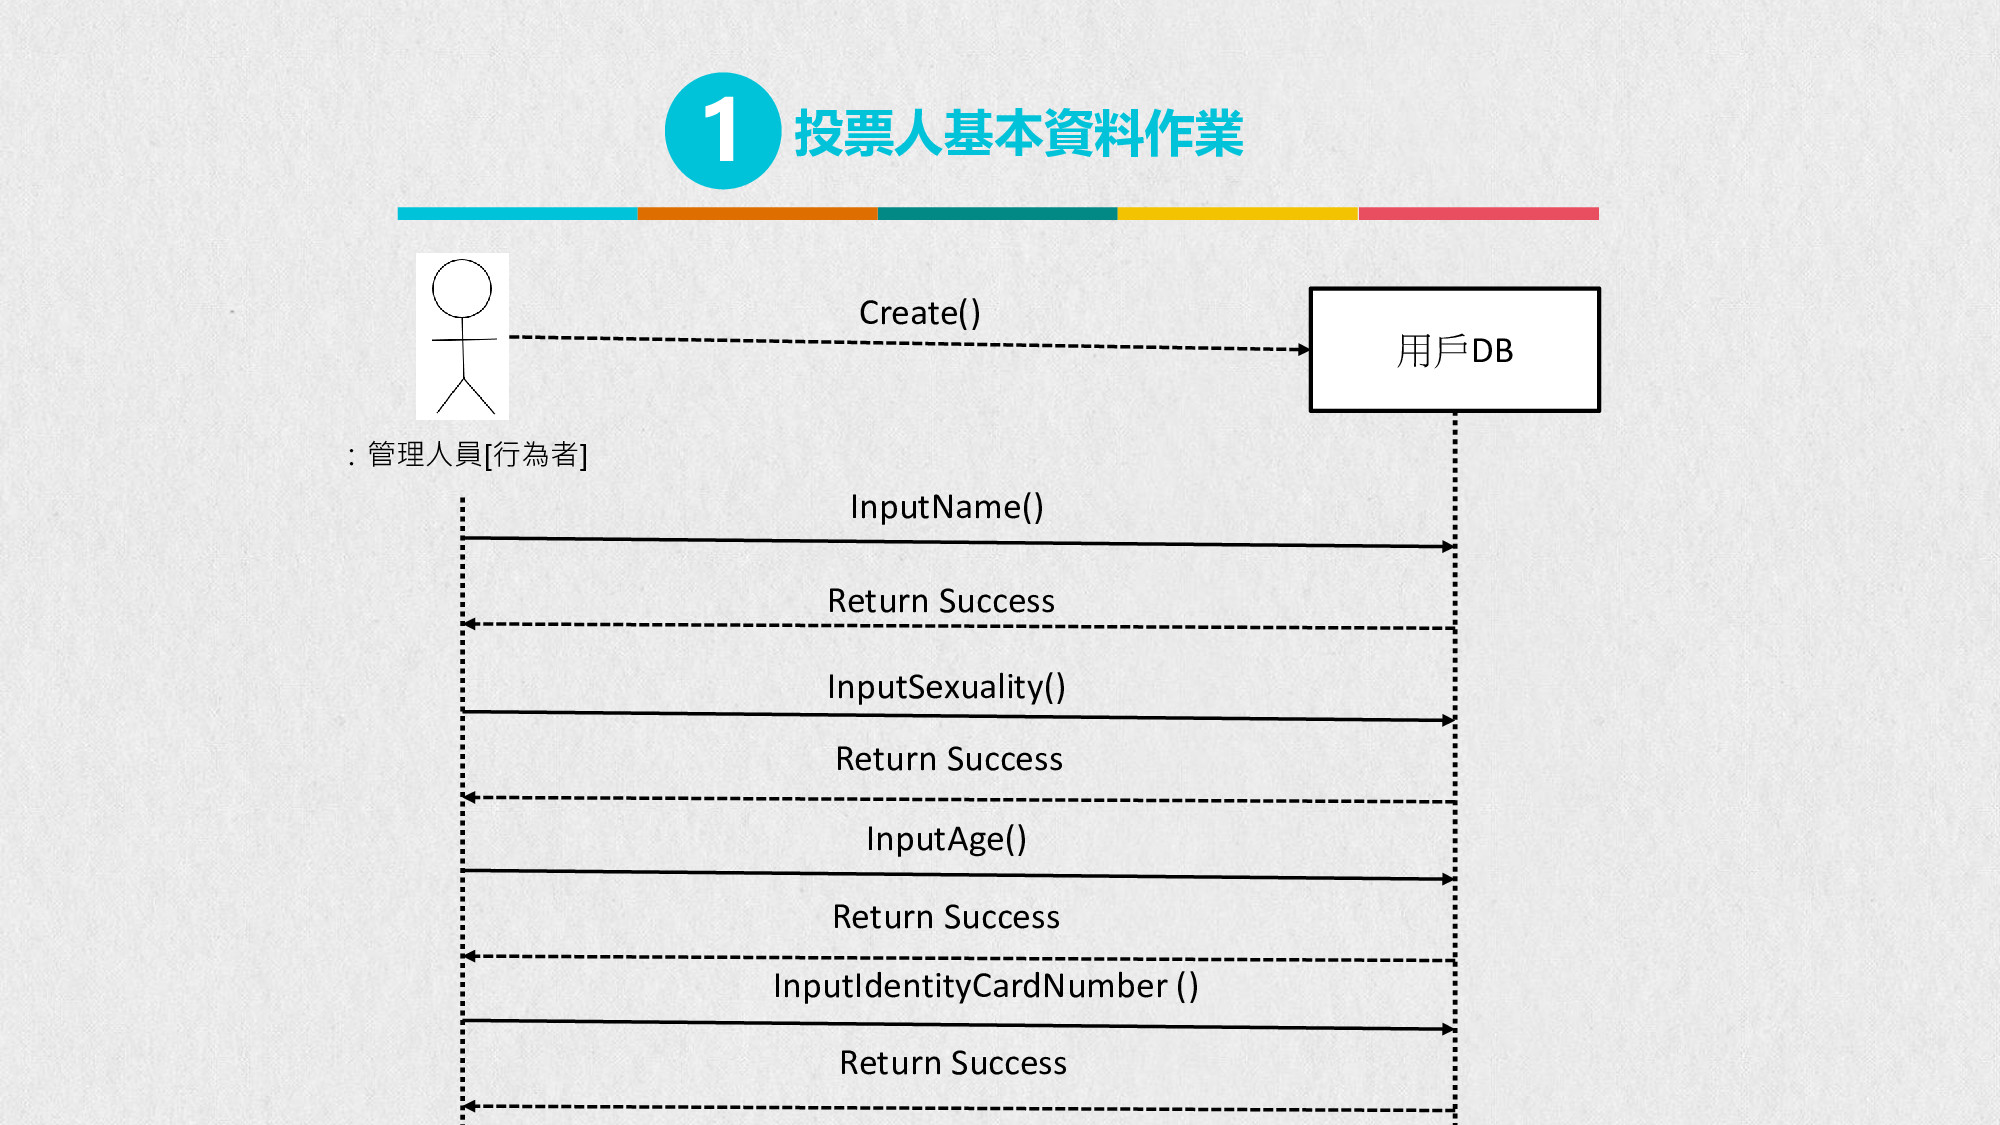 1 投票人基本資料作業
Create()
用戶DB
：管理人員[行為者]
InputName()
Return Success
InputSexuality()
Return Success
InputAge()
Return Success
InputIdentityCardNumber ()
Return Success